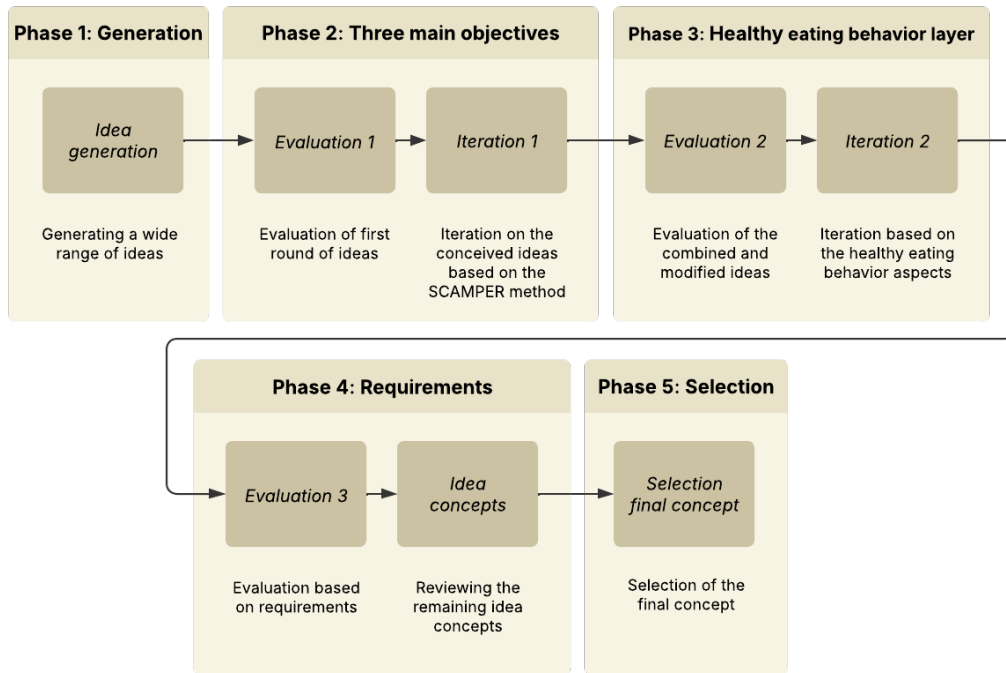 Phase 1: Generation
Idea
generation
Generating a wide
range of ideas
Phase 2: Three main objectives
Evaluation 1
Evaluation of first
round of ideas
Iteration 1
Iteration on the
conceived ideas
based on the
SCAMPER method
Phase 3: Healthy eating behavior layer
Evaluation 2
Evaluation of the
combined and
modified ideas
Iteration 2
Iteration based on
the healthy eating
behavior aspects
Phase 4: Requirements
Evaluation 3
Evaluation based
on requirements
Idea
concepts
Reviewing the
remaining idea
concepts
Phase 5: Selection
Selection
final concept
Selection of the
final concept